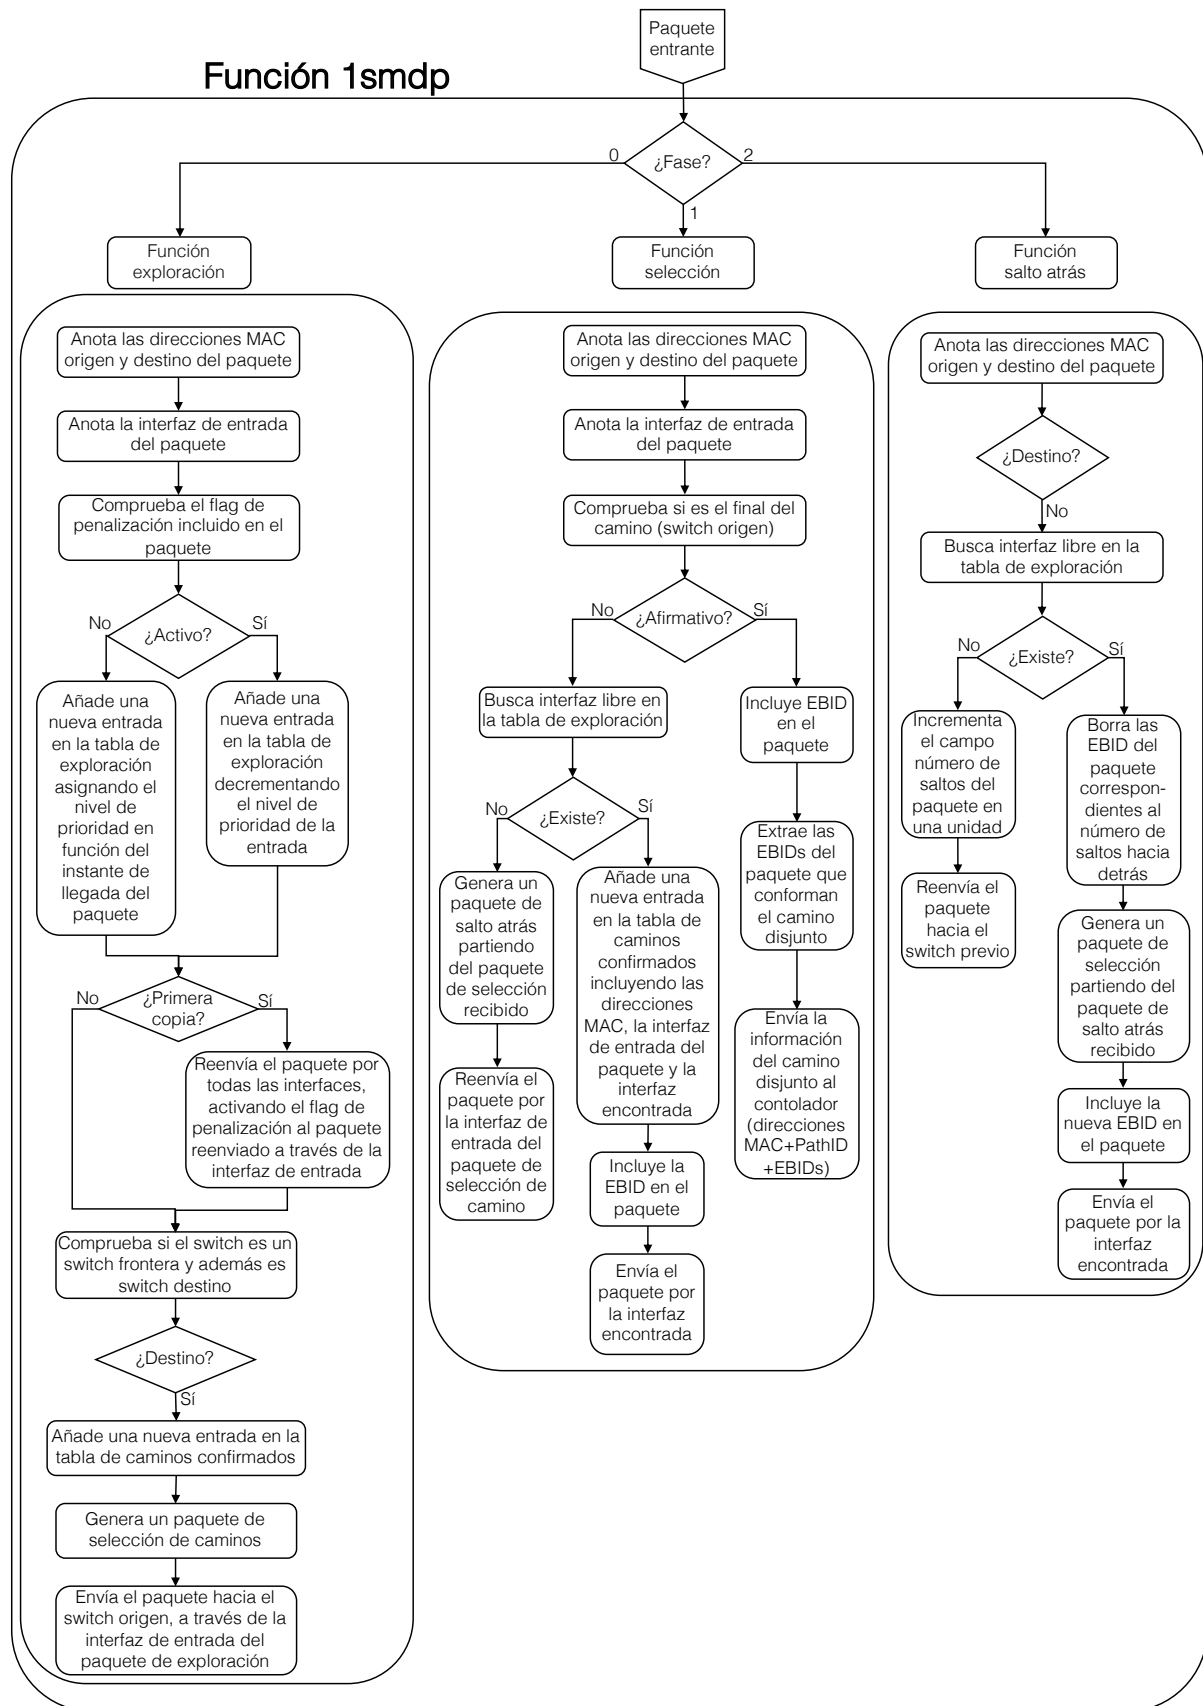 Paquete
entrante
Función 1smdp
¿Fase?
0
2
1
Función
exploración
Función
selección
Función
salto atrás
Anota las direcciones MAC
origen y destino del paquete
Anota la interfaz de entrada
del paquete
Comprueba el flag de
penalización incluido en el
paquete
¿Activo?
No
Sí
Añade una
nueva entrada
en la tabla de
exploración
asignando el
nivel de
prioridad en
función del
instante de
llegada del
paquete
Añade una
nueva entrada
en la tabla de
exploración
decrementando
el nivel de
prioridad de la
entrada
¿Primera
copia?
No
Sí
Reenvía el paquete por
todas las interfaces,
activando el flag de
penalización al paquete
reenviado a través de la
interfaz de entrada
Comprueba si el switch es un
switch frontera y además es
switch destino
¿Destino?
Sí
Añade una nueva entrada en la
tabla de caminos confirmados
Genera un paquete de
selección de caminos
Envía el paquete hacia el
switch origen, a través de la
interfaz de entrada del
paquete de exploración
Anota las direcciones MAC
origen y destino del paquete
Anota la interfaz de entrada
del paquete
Comprueba si es el final del
camino (switch origen)
¿Afirmativo?
No
Sí
Busca interfaz libre en
la tabla de exploración
¿Existe?
No
Sí
Genera un
paquete de
salto atrás
partiendo
del paquete
de selección
recibido
Reenvía el
paquete por
la interfaz de
entrada del
paquete de
selección de
camino
Añade una nueva entrada
en la tabla de
caminos
confirmados
incluyendo las
direcciones
MAC, la interfaz
de entrada del
paquete y la
interfaz
encontrada
Incluye la
EBID en el
paquete
Envía el
paquete por
la interfaz
encontrada
Incluye EBID
en el
paquete
Extrae las
EBIDs del
paquete que
conforman
el camino
disjunto
Envía la
información
del camino
disjunto al
contolador
(direcciones
MAC+PathID
+EBIDs)
Anota las direcciones MAC
origen y destino del paquete
¿Destino?
No
Busca interfaz libre en la
tabla de exploración
¿Existe?
No
Sí
Incrementa
el campo
número de
saltos del
paquete en
una unidad
Reenvía el
paquete
hacia el
switch previo
Borra las
EBID del
paquete
correspon-
dientes al
número de
saltos hacia
detrás
Genera un
paquete de
selección
partiendo del
paquete de
salto atrás
recibido
Incluye la
nueva EBID en
el paquete
Envía el
paquete por la
interfaz
encontrada